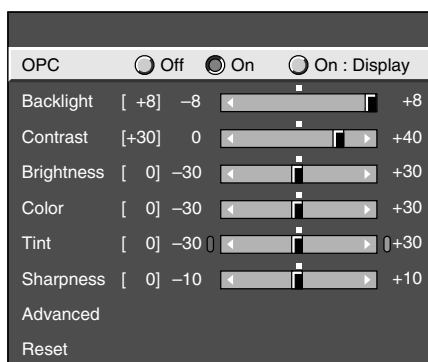 OPC Off On On : Display
Backlight [ +8] –8 +8
Contrast [+30] 0 +40
Brightness [ 0] –30 +30
Color [ 0] –30 +30
Tint [ 0] –30 +30
Sharpness [ 0] –10 +10
Advanced
Reset